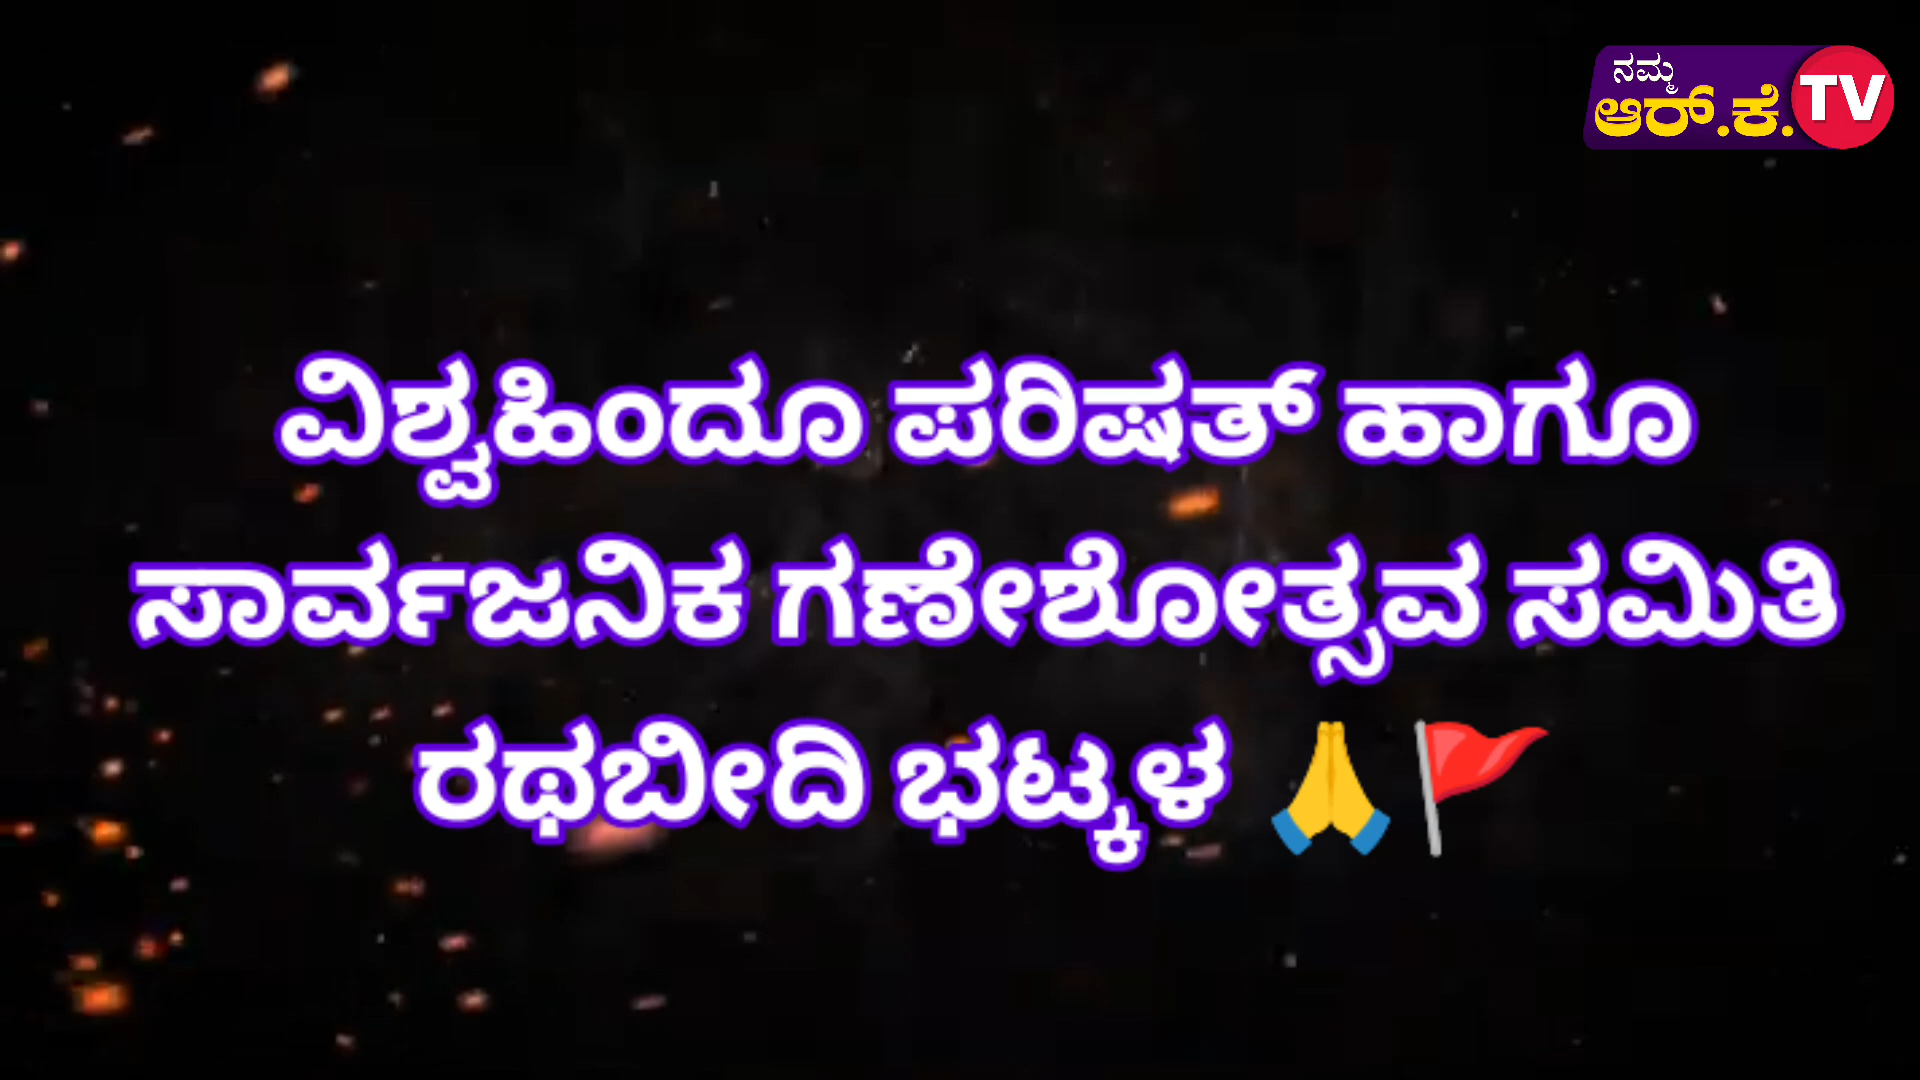 ನಮ್ಮ
ಆರ್.ಕೆ. TV
ವಿಶ್ವಹಿಂದೂ ಪರಿಷತ್ ಹಾಗೂ
ಸಾರ್ವಜನಿಕ ಗಣೇಶೋತ್ಸವ ಸಮಿತಿ
ರಥಬೀದಿ ಭಟ್ಕಳ 🙏🚩